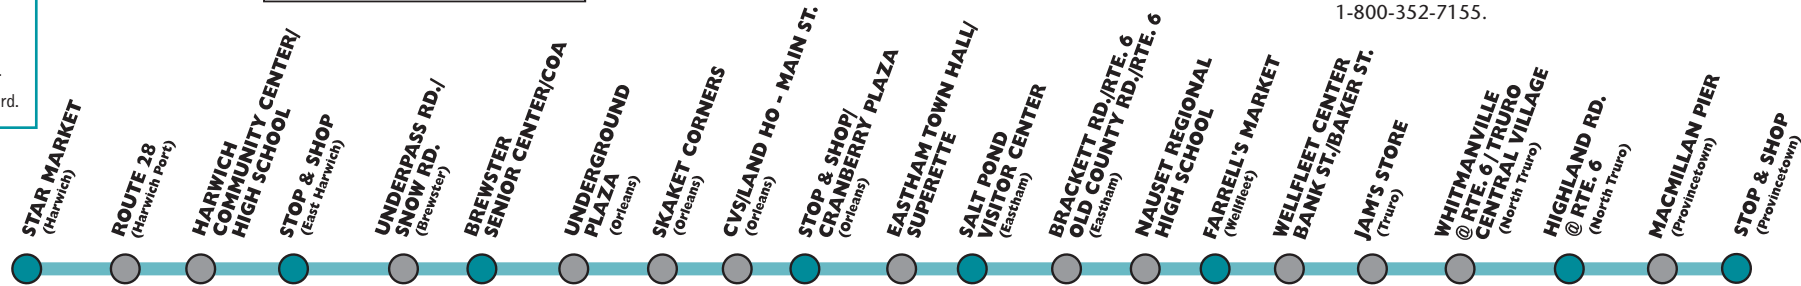 rd.
1-800-352-7155.
STAR MARKET
(Harwich)
ROUTE 28
(Harwich Port)
HARWICH
COMMUNITY CENTER/
HIGH SCHOOL
STOP & SHOP
(East Harwich)
UNDERPASS RD./
SNOW RD.
(Brewster)
BREWSTER
SENIOR CENTER/COA
UNDERGROUND
PLAZA
(Orleans)
SKAKET CORNERS
(Orleans)
CVS/LAND HO - MAIN ST.
(Orleans)
STOP & SHOP/
CRANBERRY PLAZA
(Orleans)
EASTHAM TOWN HALL/
SUPERETTE
SALT POND
VISITOR CENTER
(Eastham)
BRACKETT RD./RTE. 6
OLD COUNTY RD./RTE. 6
(Eastham)
NAUSET REGIONAL
HIGH SCHOOL
FARRELL'S MARKET
(Wellfleet)
WELLFLEET CENTER
BANK ST./BAKER ST.
JAMS STORE
(Truro)
WHITMANVILLE
@ RTE. 6 / TRURO
CENTRAL VILLAGE
(North Truro)
HIGHLAND RD.
@ RTE. 6
(North Truro)
MACMILLAN PIER
(Provincetown)
STOP & SHOP
(Provincetown)